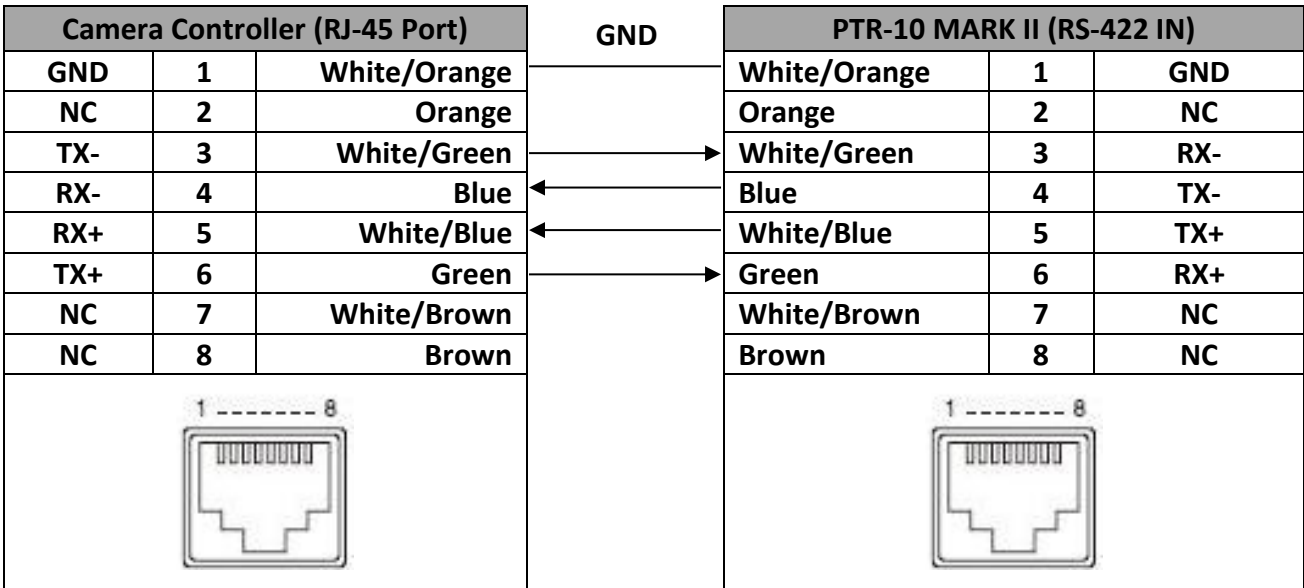 Camera Controller (RJ-45 Port) GND PTR-10 MARK II (RS-422 IN)
GND 1 White/Orange White/Orange 1 GND
NC 2 Orange Orange 2 NC
TX- 3 White/Green White/Green 3 RX-
RX- 4 Blue Blue 4 TX-
RX+ 5 White/Blue White/Blue 5 TX+
TX+ 6 Green Green 6 RX+
NC 7 White/Brown White/Brown 7 NC
NC 8 Brown Brown 8 NC
1 ------- 8 1 ------- 8